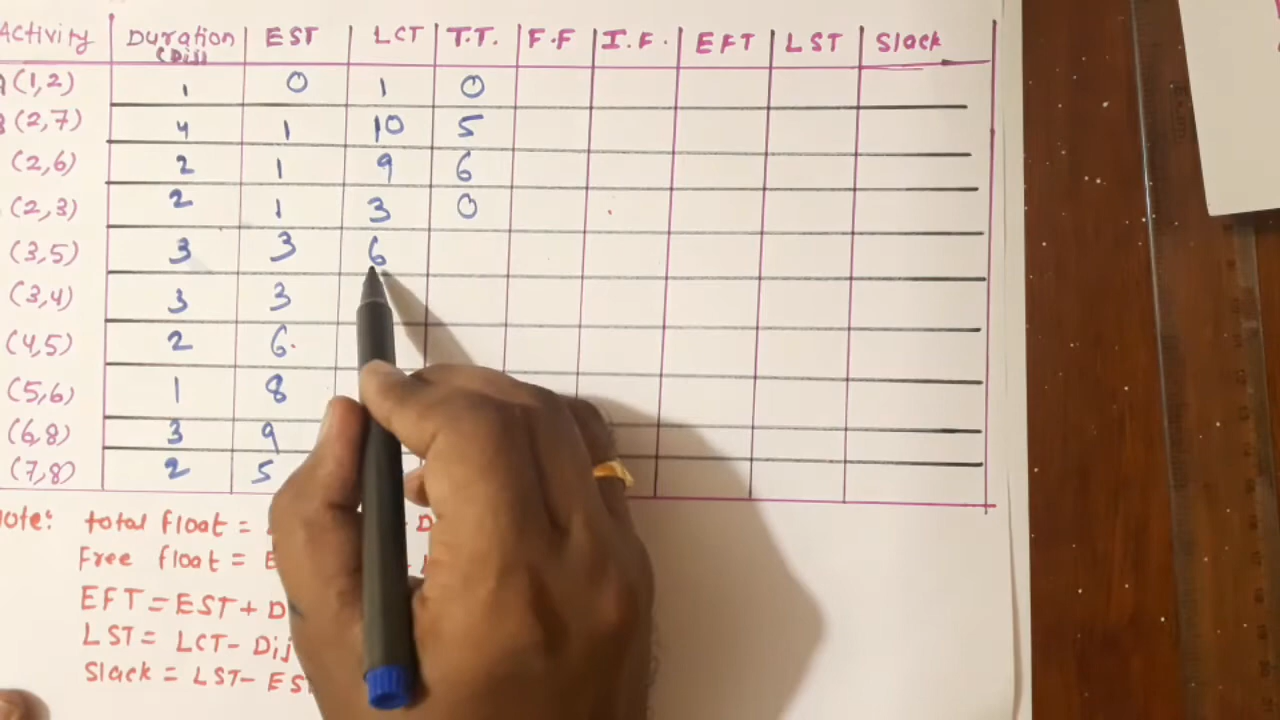 Activity Duration (Dij) EST LCT T.T. F.F I.F. EFT LST Slack
(1,2) 1 0 1 0
(2,7) 4 1 10 5
(2,6) 2 1 9 6
(2,3) 2 1 3 0
(3,5) 3 3 6
(3,4) 3 3
(4,5) 2 6.
(5,6) 1 8
(6,8) 3 9
(7,8) 2 5
total float =
Free float = E
EFT = EST + D
LST = LCT - Dij
Slack = LST - ES